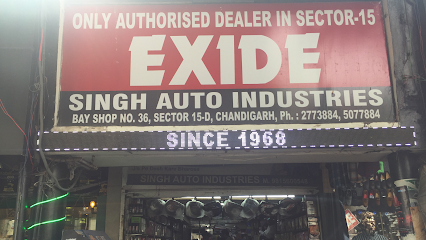 ONLY AUTHORISED DEALER IN SECTOR-15
EXIDE
SINGH AUTO INDUSTRIES
BAY SHOP NO. 36, SECTOR 15-D, CHANDIGARH, Ph. : 2773884, 5077884
SINCE 1968
SINGH AUTO INDUSTRIES